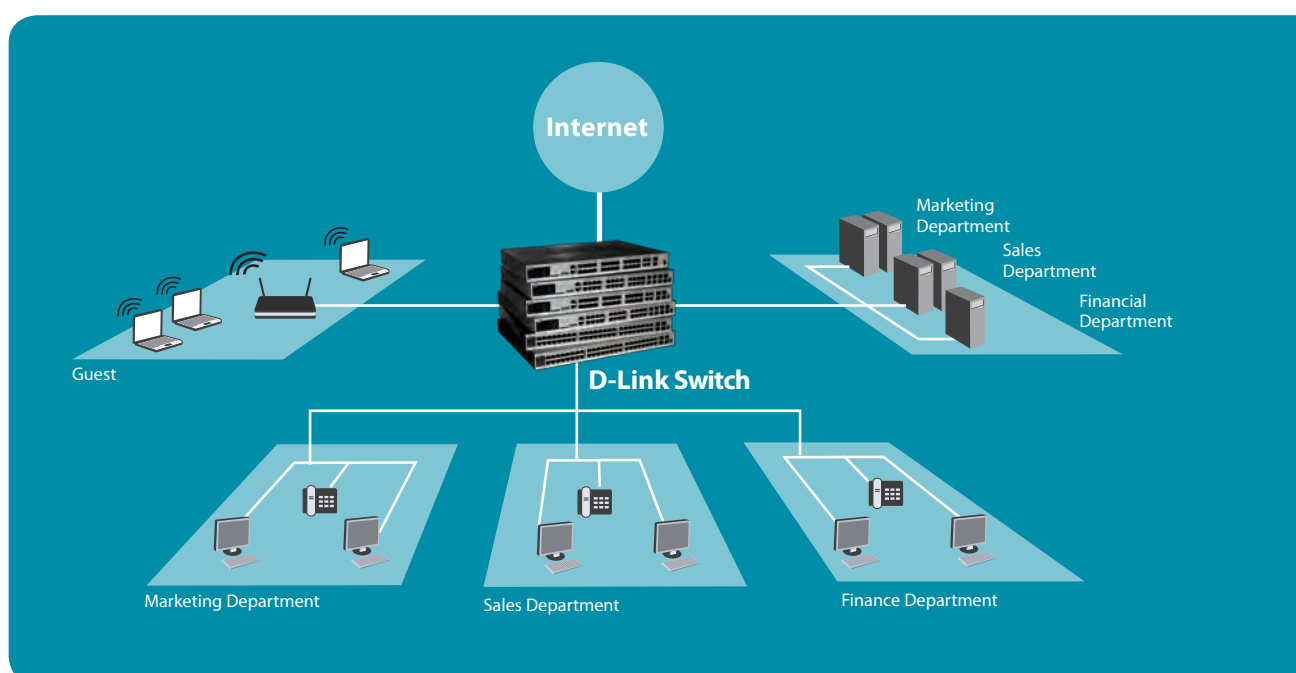 Internet
Marketing
Department
Sales
Department
Financial
Department
Guest
D-Link Switch
Marketing Department
Sales Department
Finance Department